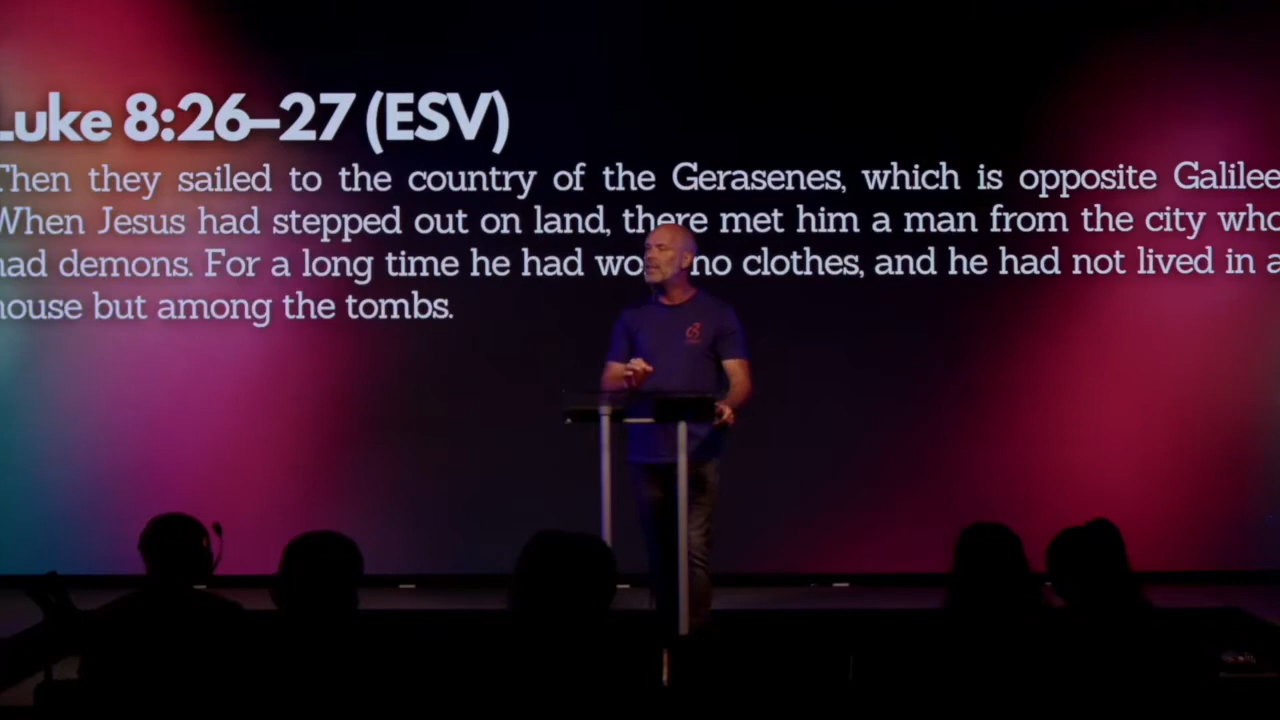 Luke 8:26–27 (ESV)
Then they sailed to the country of the Gerasenes, which is opposite Galilee
When Jesus had stepped out on land, there met him a man from the city who
had demons. For a long time he had wo no clothes, and he had not lived in a
house but among the tombs.